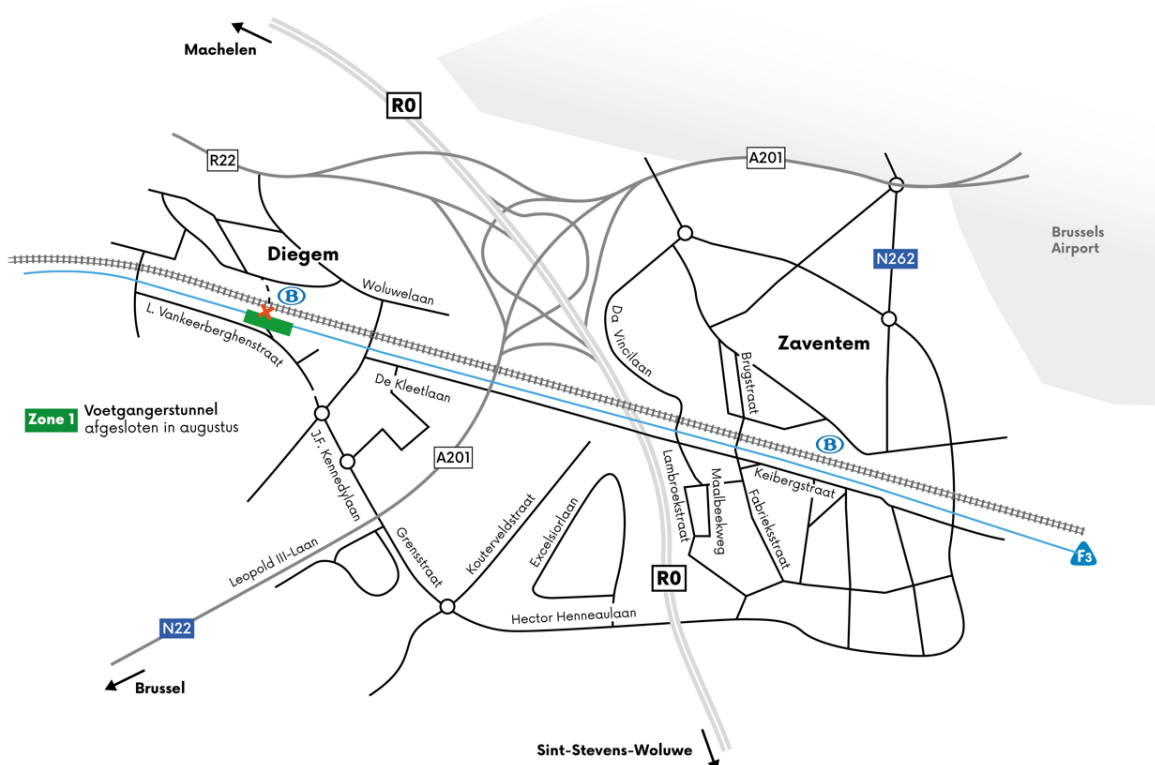 Machelen
R0
R22
A201
Brussels
Airport
Diegem
N262
B
Woluwelaan
L. Vankeerberghenstraat
Da Vincilaan
Zaventem
Brugstraat
De Kleetlaan
Zone 1
Voetgangerstunnel
afgesloten in augustus
B
J.F. Kennedylaan
A201
Lambroekstraat
Maalbeekweg
Keibergstraat
Fabrieksstraat
Kouterveldstraat
Excelsiorlaan
Grensstraat
Leopold III-Laan
F3
R0
Hector Henneaulaan
N22
Brussel
Sint-Stevens-Woluwe